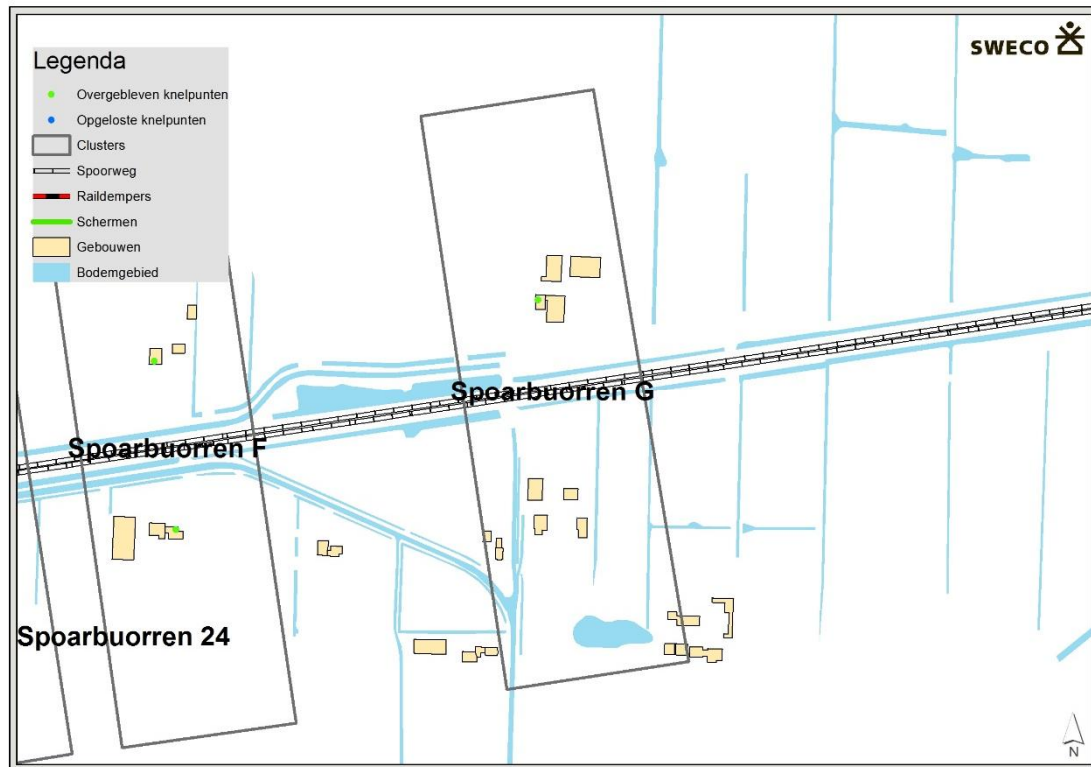 SWECO
Legenda
Overgebleven knelpunten
Opgeloste knelpunten
Clusters
Spoorweg
Raildempers
Schermen
Gebouwen
Bodemgebied
Spoarbuorren G
Spoarbuorren F
Spoarbuorren 24
N